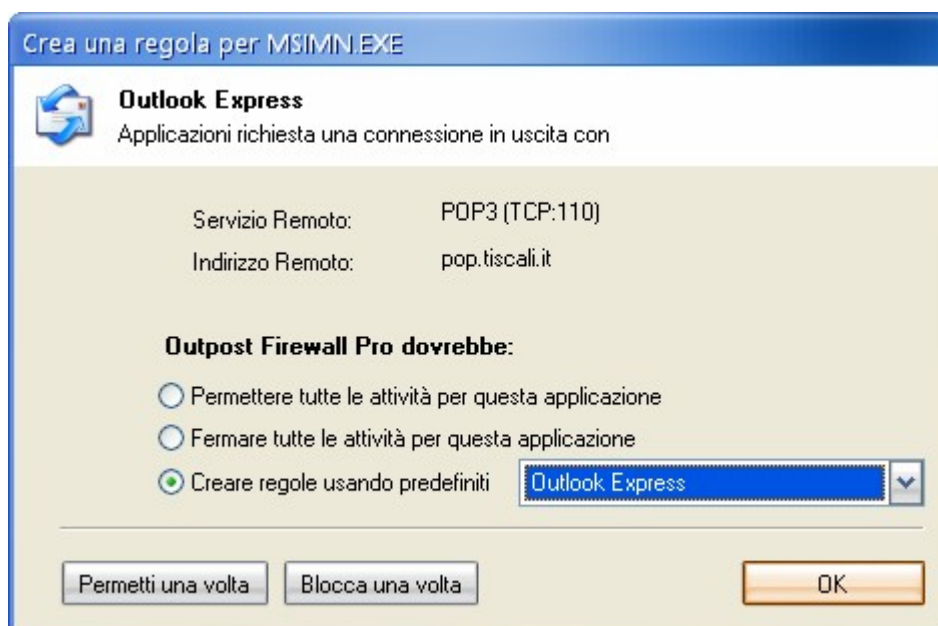 Crea una regola per MSIMN.EXE
Outlook Express
Applicazioni richiesta una connessione in uscita con
Servizio Remoto: POP3 (TCP:110)
Indirizzo Remoto: pop.tiscali.it
Outpost Firewall Pro dovrebbe:
Permettere tutte le attività per questa applicazione
Fermare tutte le attività per questa applicazione
Creare regole usando predefiniti Outlook Express
Permetti una volta Blocca una volta OK